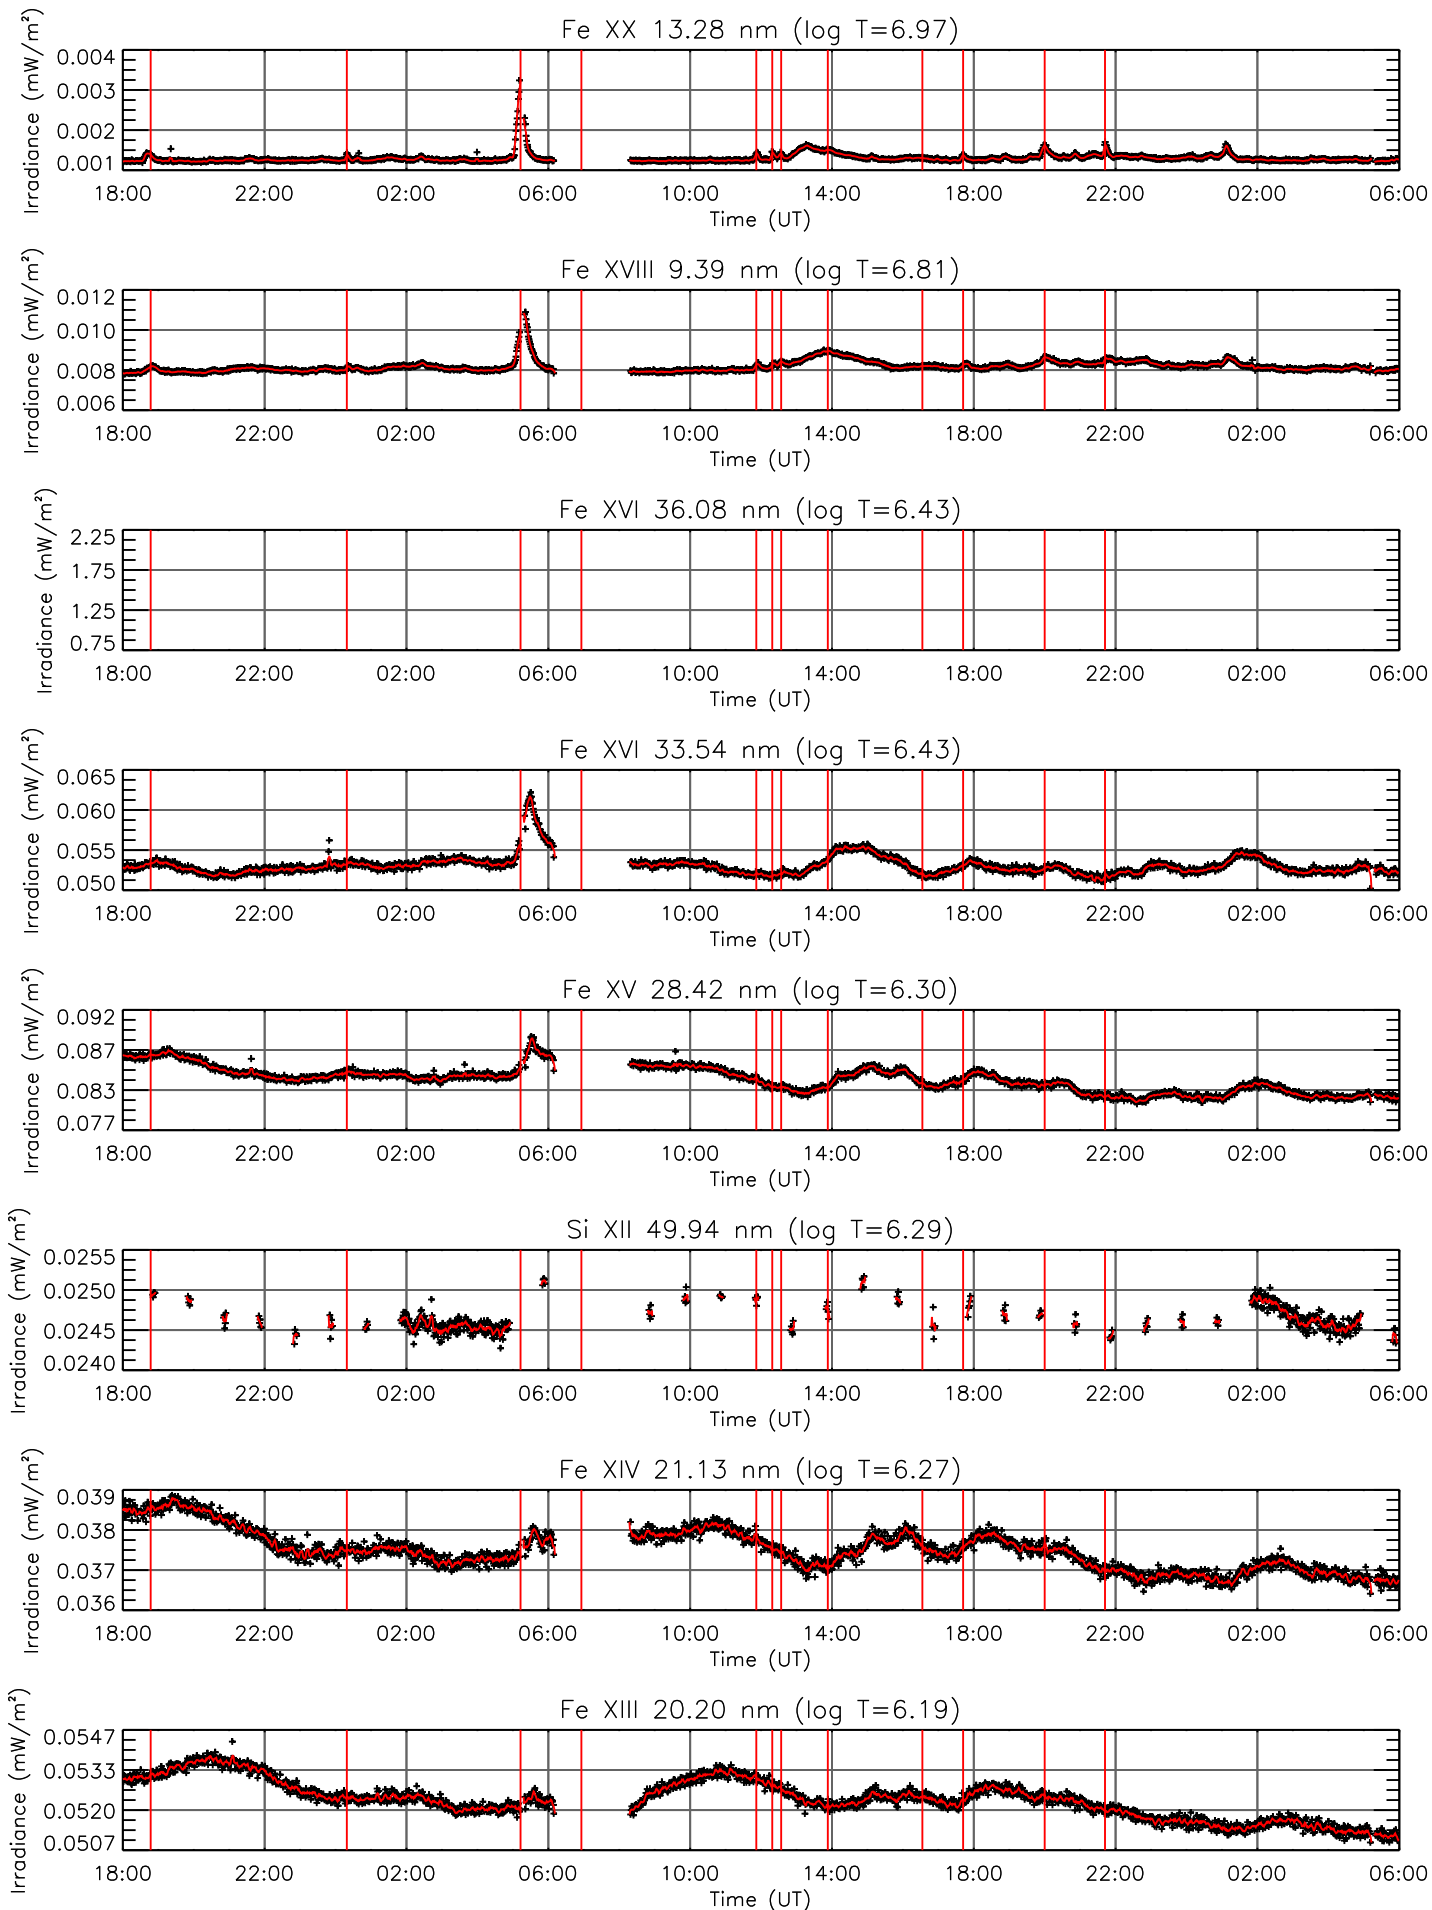 Fe XX 13.28 nm (log T=6.97)
Irradiance (mW/m²)
0.004
0.003
0.002
0.001
18:00 22:00 02:00 06:00 10:00 14:00 18:00 22:00 02:00 06:00
Time (UT)
Fe XVIII 9.39 nm (log T=6.81)
Irradiance (mW/m²)
0.012
0.010
0.008
0.006
18:00 22:00 02:00 06:00 10:00 14:00 18:00 22:00 02:00 06:00
Time (UT)
Fe XVI 36.08 nm (log T=6.43)
Irradiance (mW/m²)
2.25
1.75
1.25
0.75
18:00 22:00 02:00 06:00 10:00 14:00 18:00 22:00 02:00 06:00
Time (UT)
Fe XVI 33.54 nm (log T=6.43)
Irradiance (mW/m²)
0.065
0.060
0.055
0.050
18:00 22:00 02:00 06:00 10:00 14:00 18:00 22:00 02:00 06:00
Time (UT)
Fe XV 28.42 nm (log T=6.30)
Irradiance (mW/m²)
0.092
0.087
0.083
0.077
18:00 22:00 02:00 06:00 10:00 14:00 18:00 22:00 02:00 06:00
Time (UT)
Si XII 49.94 nm (log T=6.29)
Irradiance (mW/m²)
0.0255
0.0250
0.0245
0.0240
18:00 22:00 02:00 06:00 10:00 14:00 18:00 22:00 02:00 06:00
Time (UT)
Fe XIV 21.13 nm (log T=6.27)
Irradiance (mW/m²)
0.039
0.038
0.037
0.036
18:00 22:00 02:00 06:00 10:00 14:00 18:00 22:00 02:00 06:00
Time (UT)
Fe XIII 20.20 nm (log T=6.19)
Irradiance (mW/m²)
0.0547
0.0533
0.0520
0.0507
18:00 22:00 02:00 06:00 10:00 14:00 18:00 22:00 02:00 06:00
Time (UT)